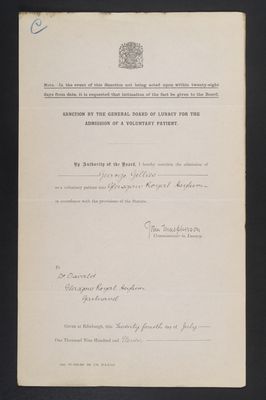 C
Note.—In the event of this Sanction not being acted upon within twenty-eight
days from date, it is requested that intimation of the fact be given to the Board.
SANCTION BY THE GENERAL BOARD OF LUNACY FOR THE
ADMISSION OF A VOLUNTARY PATIENT.
By Authority of the Board, I hereby sanction the admission of
George Gillies
as a voluntary patient into Glasgow Royal Asylum
in accordance with the provisions of the Statute.
John Macpherson
Commissioner in Lunacy.
To
Dr Oswald
Glasgow Royal Asylum
Gartnavel
Given at Edinburgh, this twenty fourth day of July
One Thousand Nine Hundred and Eleven